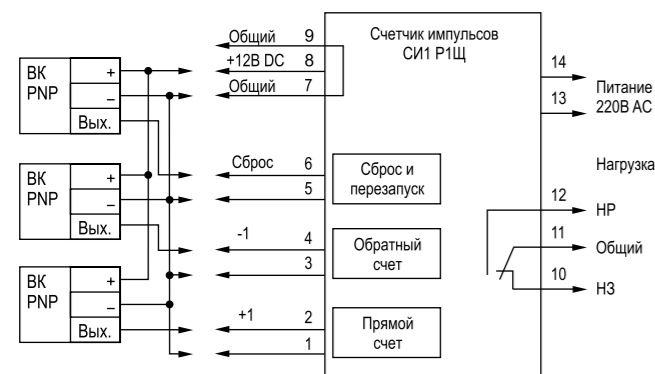 Общий 9
+12В DC 8
Общий 7
Счетчик импульсов
СИ1 Р1Щ
14
13
Питание
220В AC
ВК
PNP
+
–
Вых.
Сброс 6
5
Сброс и
перезапуск
Нагрузка
ВК
PNP
+
–
Вых.
-1 4
3
Обратный
счет
12
НР
11
Общий
10
НЗ
ВК
PNP
+
–
Вых.
+1 2
1
Прямой
счет